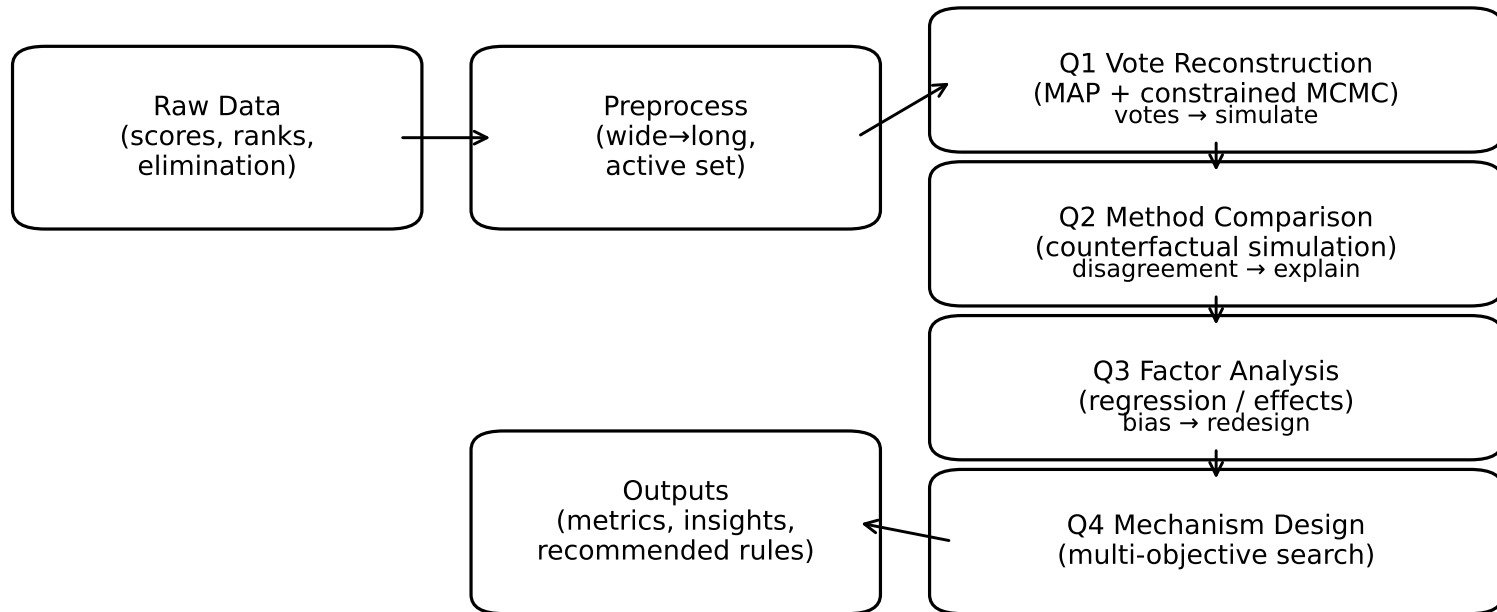 Raw Data
(scores, ranks,
elimination)
Preprocess
(wide→long,
active set)
Q1 Vote Reconstruction
(MAP + constrained MCMC)
votes → simulate
Q2 Method Comparison
(counterfactual simulation)
disagreement → explain
Q3 Factor Analysis
(regression / effects)
bias → redesign
Q4 Mechanism Design
(multi-objective search)
Outputs
(metrics, insights,
recommended rules)